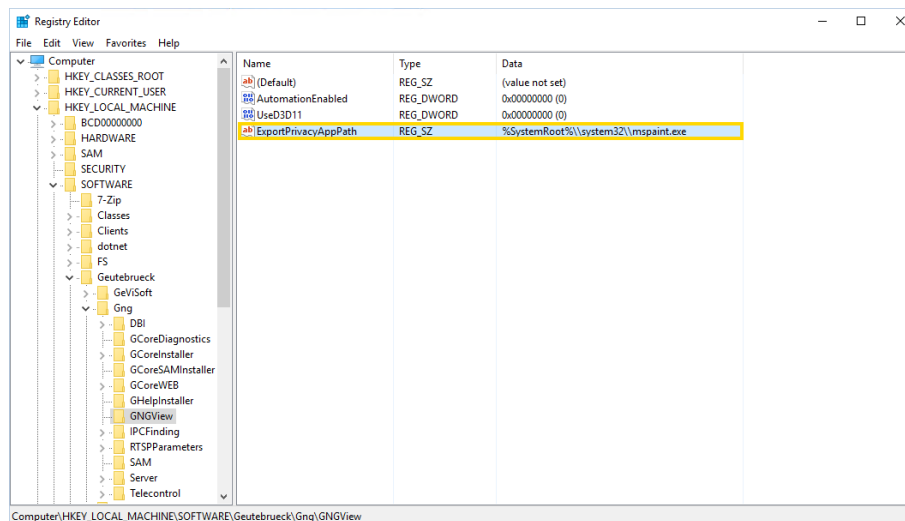 Registry Editor
File Edit View Favorites Help
Computer
HKEY_CLASSES_ROOT
HKEY_CURRENT_USER
HKEY_LOCAL_MACHINE
BCD00000000
HARDWARE
SAM
SECURITY
SOFTWARE
7-Zip
Classes
Clients
dotnet
FS
Geutebrueck
GeViSoft
Gng
DBI
GCoreDiagnostics
GCoreInstaller
GCoreSAMInstaller
GCoreWEB
GHelpInstaller
GNGView
IPCFinding
RTSPParameters
SAM
Server
Telecontrol
Name Type Data
ab (Default) REG_SZ (value not set)
AutomationEnabled REG_DWORD 0x00000000 (0)
UseD3D11 REG_DWORD 0x00000000 (0)
ab ExportPrivacyAppPath REG_SZ %SystemRoot%\\system32\\mspaint.exe
Computer\HKEY_LOCAL_MACHINE\SOFTWARE\Geutebrueck\Gng\GNGView